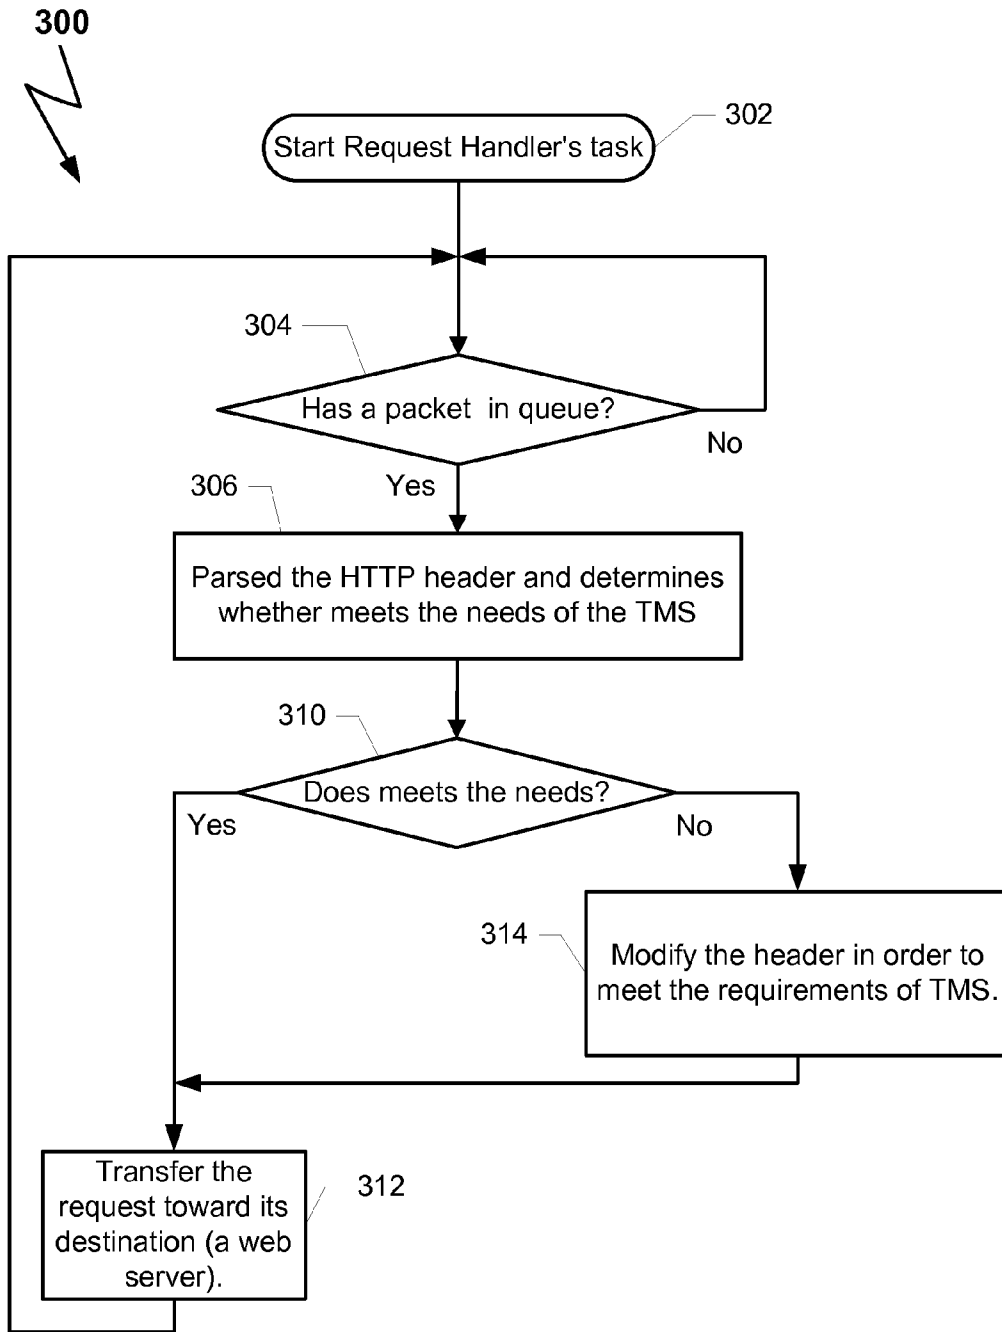 300
302
Start Request Handler's task
304
Has a packet in queue?
No
Yes
306
Parsed the HTTP header and determines
whether meets the needs of the TMS
310
Does meets the needs?
Yes
No
314
Modify the header in order to
meet the requirements of TMS.
Transfer the
request toward its
destination (a web
server).
312